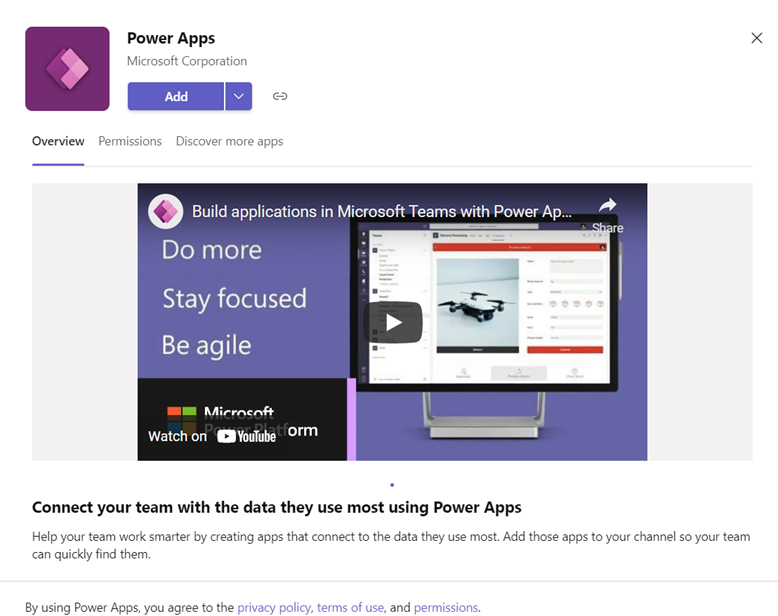 Power Apps
Microsoft Corporation
Add
Overview Permissions Discover more apps
Build applications in Microsoft Teams with Power Ap...
Share
Do more
Stay focused
Be agile
Microsoft
Power Platform
Watch on YouTube
Connect your team with the data they use most using Power Apps
Help your team work smarter by creating apps that connect to the data they use most. Add those apps to your channel so your team
can quickly find them.
By using Power Apps, you agree to the privacy policy, terms of use, and permissions.